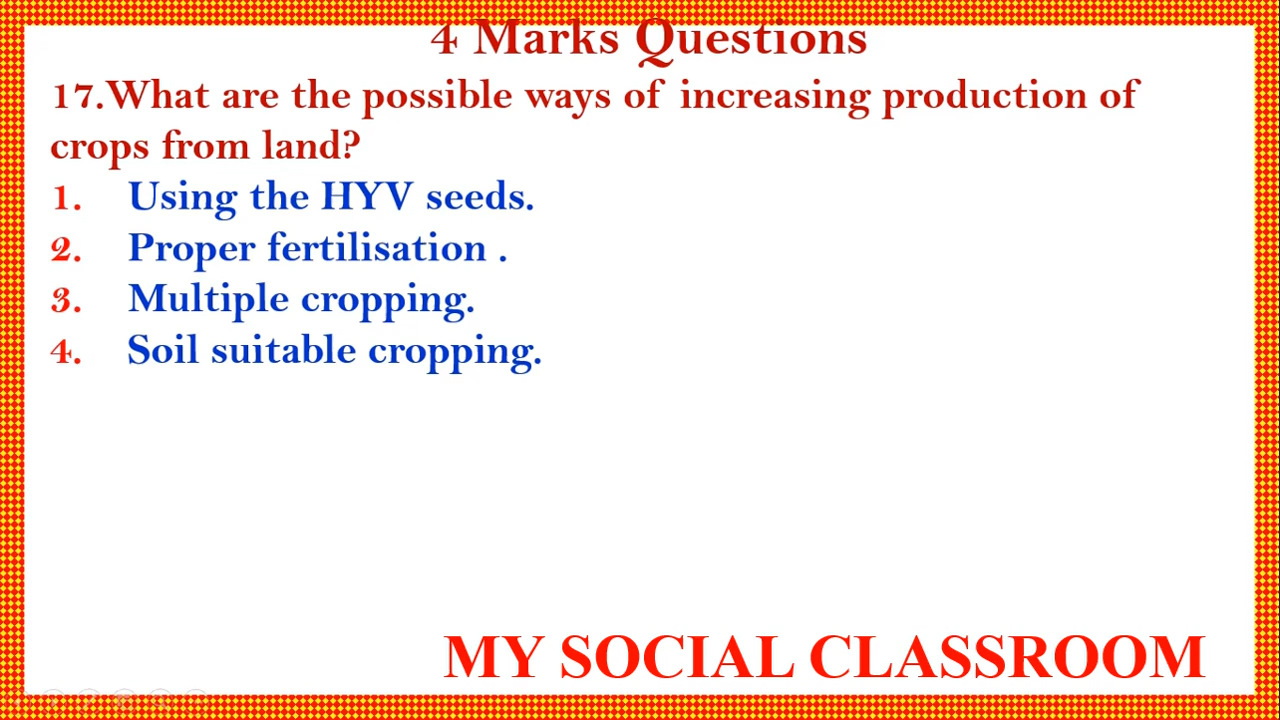 4 Marks Questions
17.What are the possible ways of increasing production of
crops from land?
1. Using the HYV seeds.
2. Proper fertilisation .
3. Multiple cropping.
4. Soil suitable cropping.
MY SOCIAL CLASSROOM